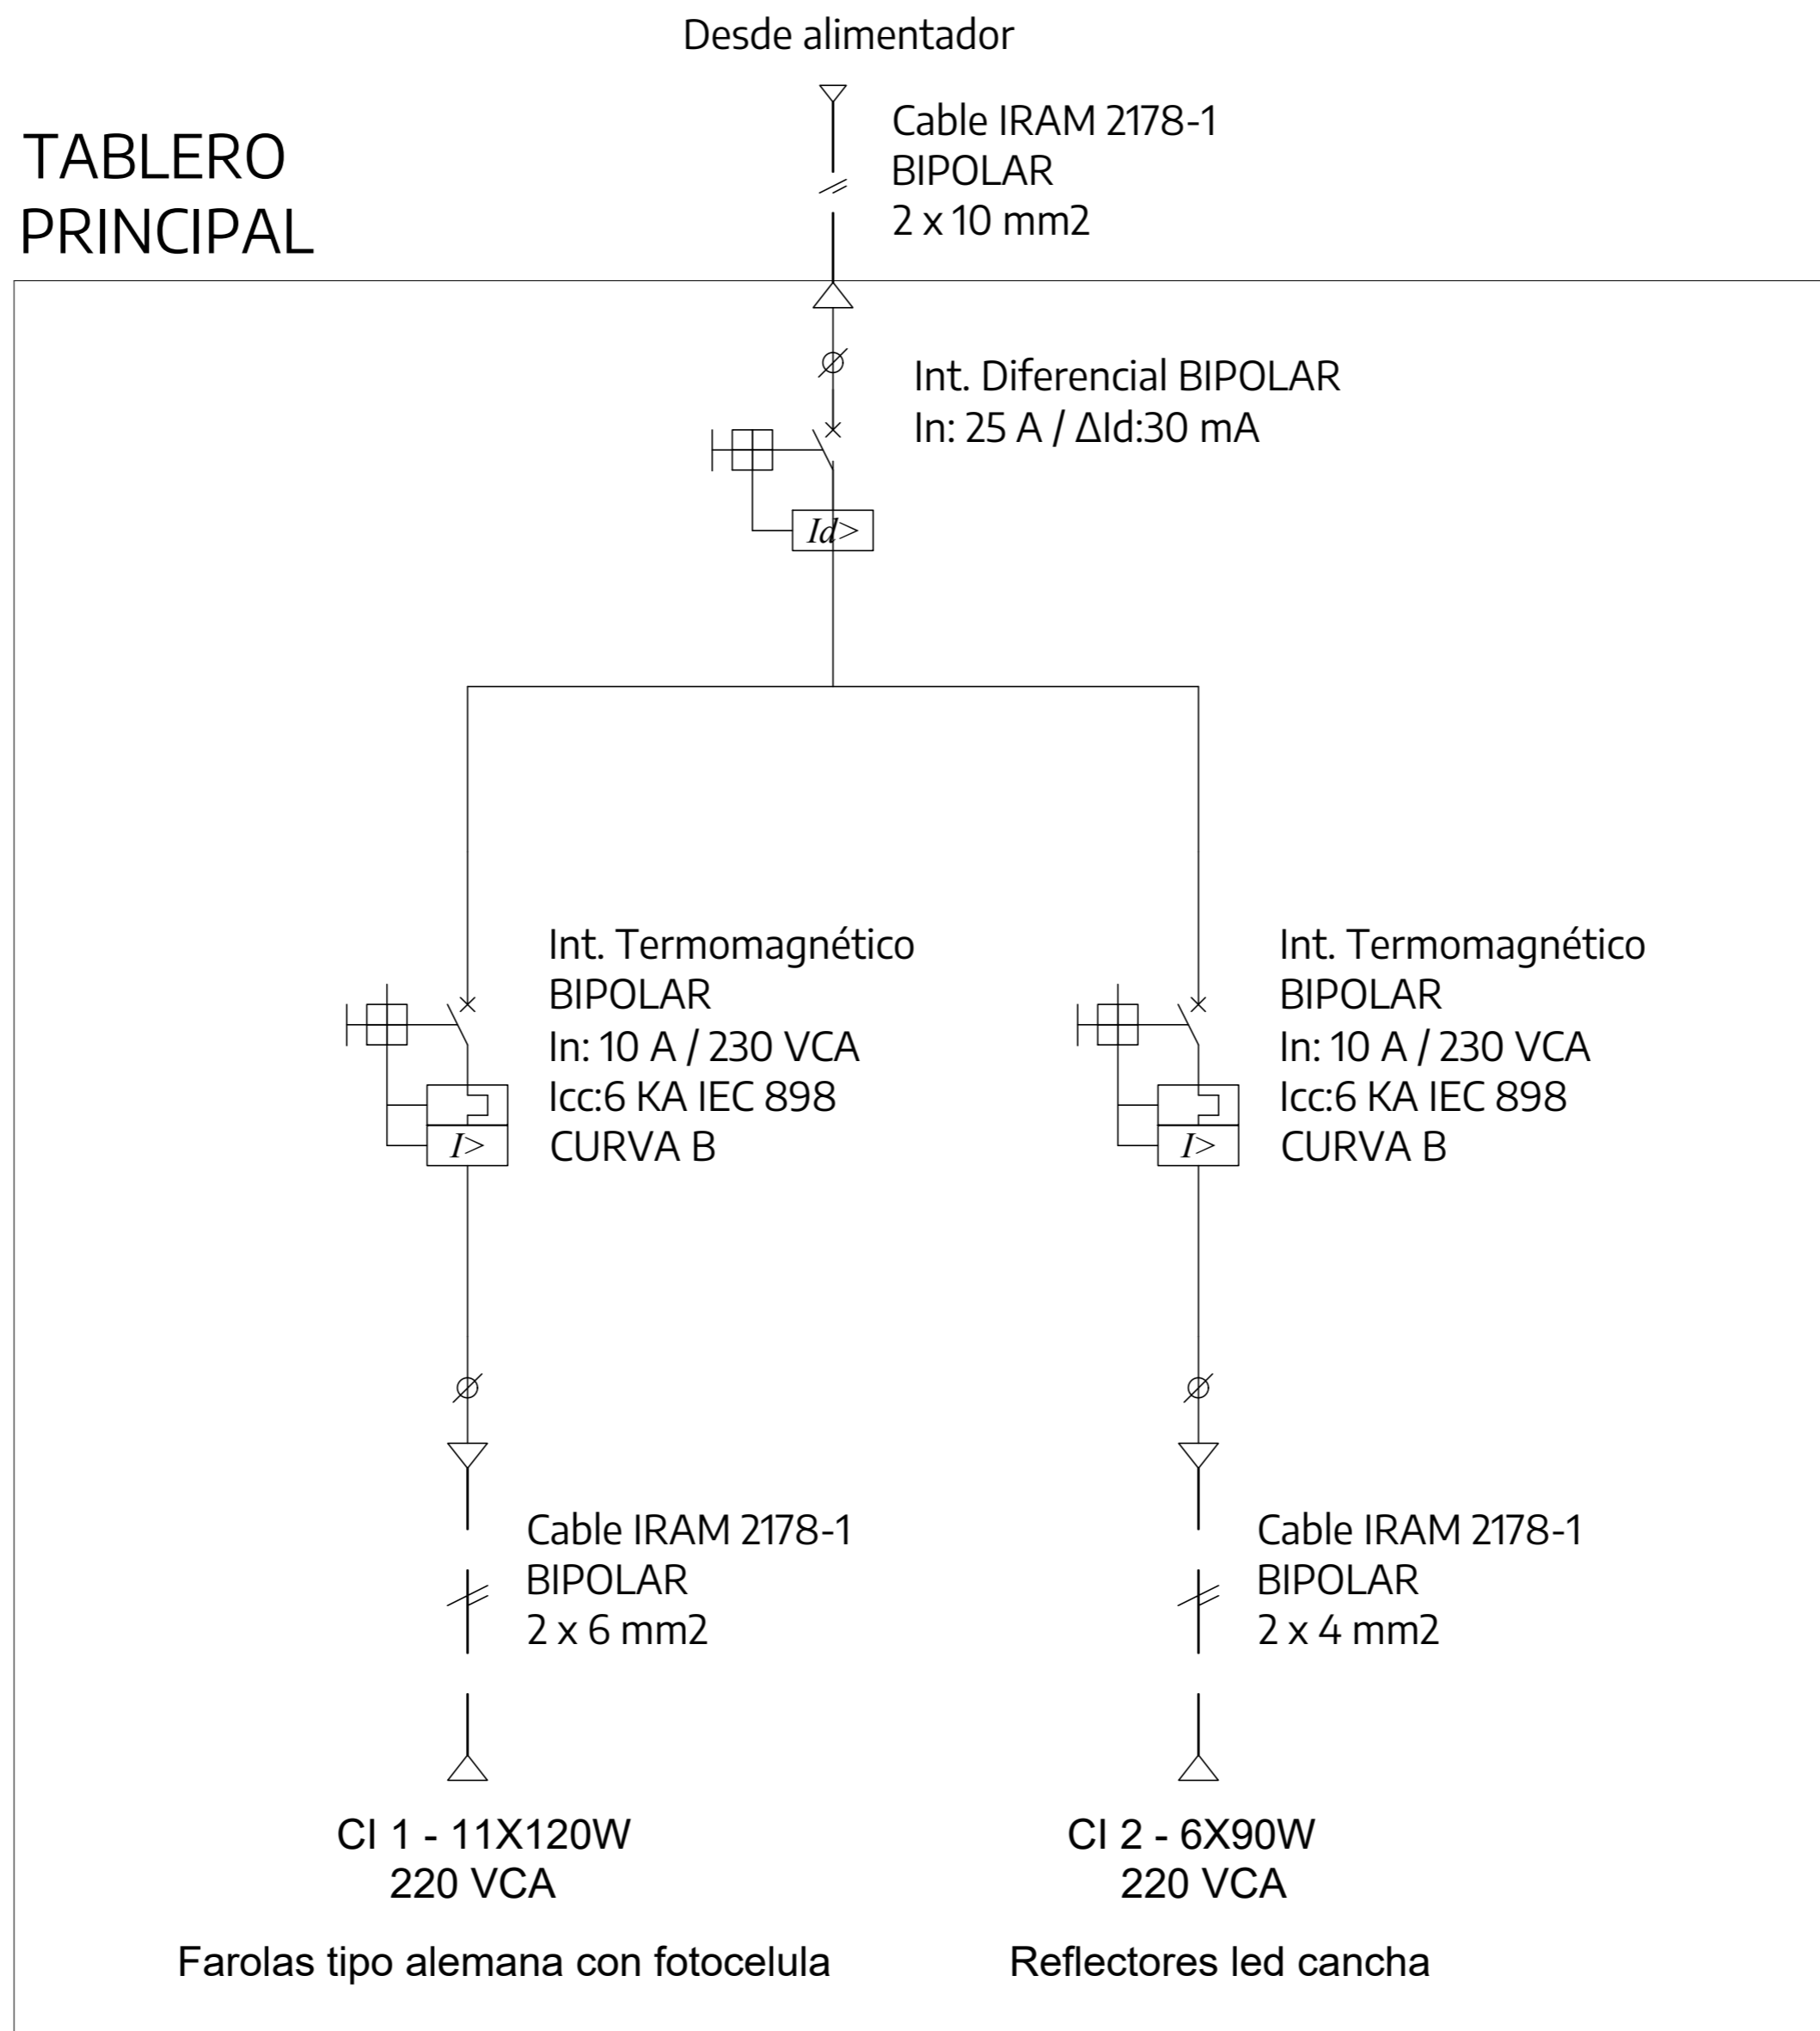 Desde alimentador
Cable IRAM 2178-1
BIPOLAR
2 x 10 mm2
TABLERO
PRINCIPAL
Int. Diferencial BIPOLAR
In: 25 A / ΔId:30 mA
Id>
Int. Termomagnético
BIPOLAR
In: 10 A / 230 VCA
Icc:6 KA IEC 898
CURVA B
I>
Int. Termomagnético
BIPOLAR
In: 10 A / 230 VCA
Icc:6 KA IEC 898
CURVA B
I>
Cable IRAM 2178-1
BIPOLAR
2 x 6 mm2
Cable IRAM 2178-1
BIPOLAR
2 x 4 mm2
CI 1 - 11X120W
220 VCA
Farolas tipo alemana con fotocelula
CI 2 - 6X90W
220 VCA
Reflectores led cancha